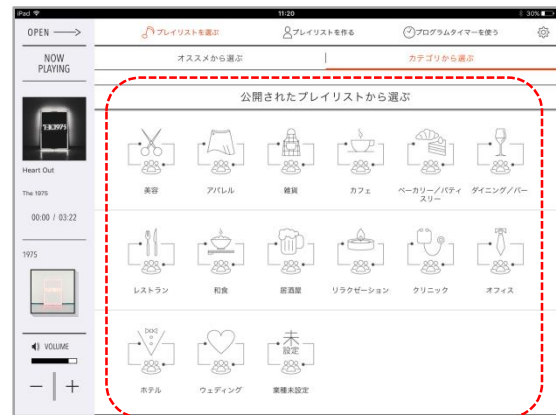 iPad
11:20
30%
OPEN
プレイリストを選ぶ
プレイリストを作る
プログラムタイマーを使う
NOW
PLAYING
オススメから選ぶ
カテゴリから選ぶ
公開されたプレイリストから選ぶ
Heart Out
The 1975
00:00 / 03:22
1975
VOLUME
美容
アパレル
雑貨
カフェ
ベーカリー／パティ
スリー
ダイニング／バー
レストラン
和食
居酒屋
リラクゼーション
クリニック
オフィス
未
設定
ホテル
ウェディング
業種未設定